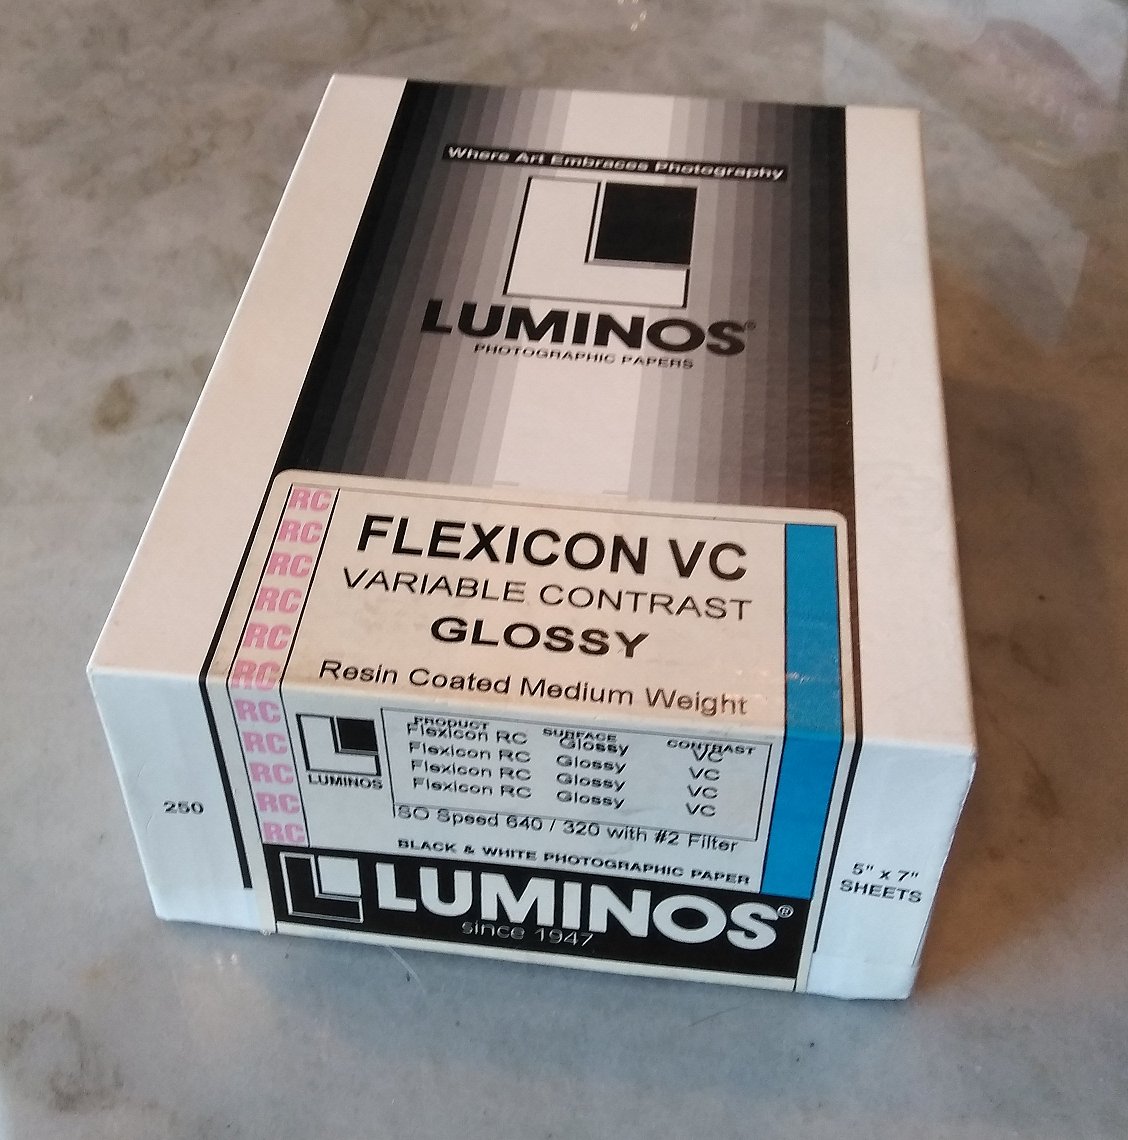 Where Art Embraces Photography
LUMINOS®
PHOTOGRAPHIC PAPERS
RC
RC
RC
RC
RC
RC
RC
RC
RC
RC
RC
FLEXICON VC
VARIABLE CONTRAST
GLOSSY
Resin Coated Medium Weight
LUMINOS
PRODUCT SURFACE CONTRAST
Flexicon RC Glossy VC
Flexicon RC Glossy VC
Flexicon RC Glossy VC
Flexicon RC Glossy VC
ISO Speed 640 / 320 with #2 Filter
BLACK & WHITE PHOTOGRAPHIC PAPER
LUMINOS®
since 1947
250
5" x 7"
SHEETS